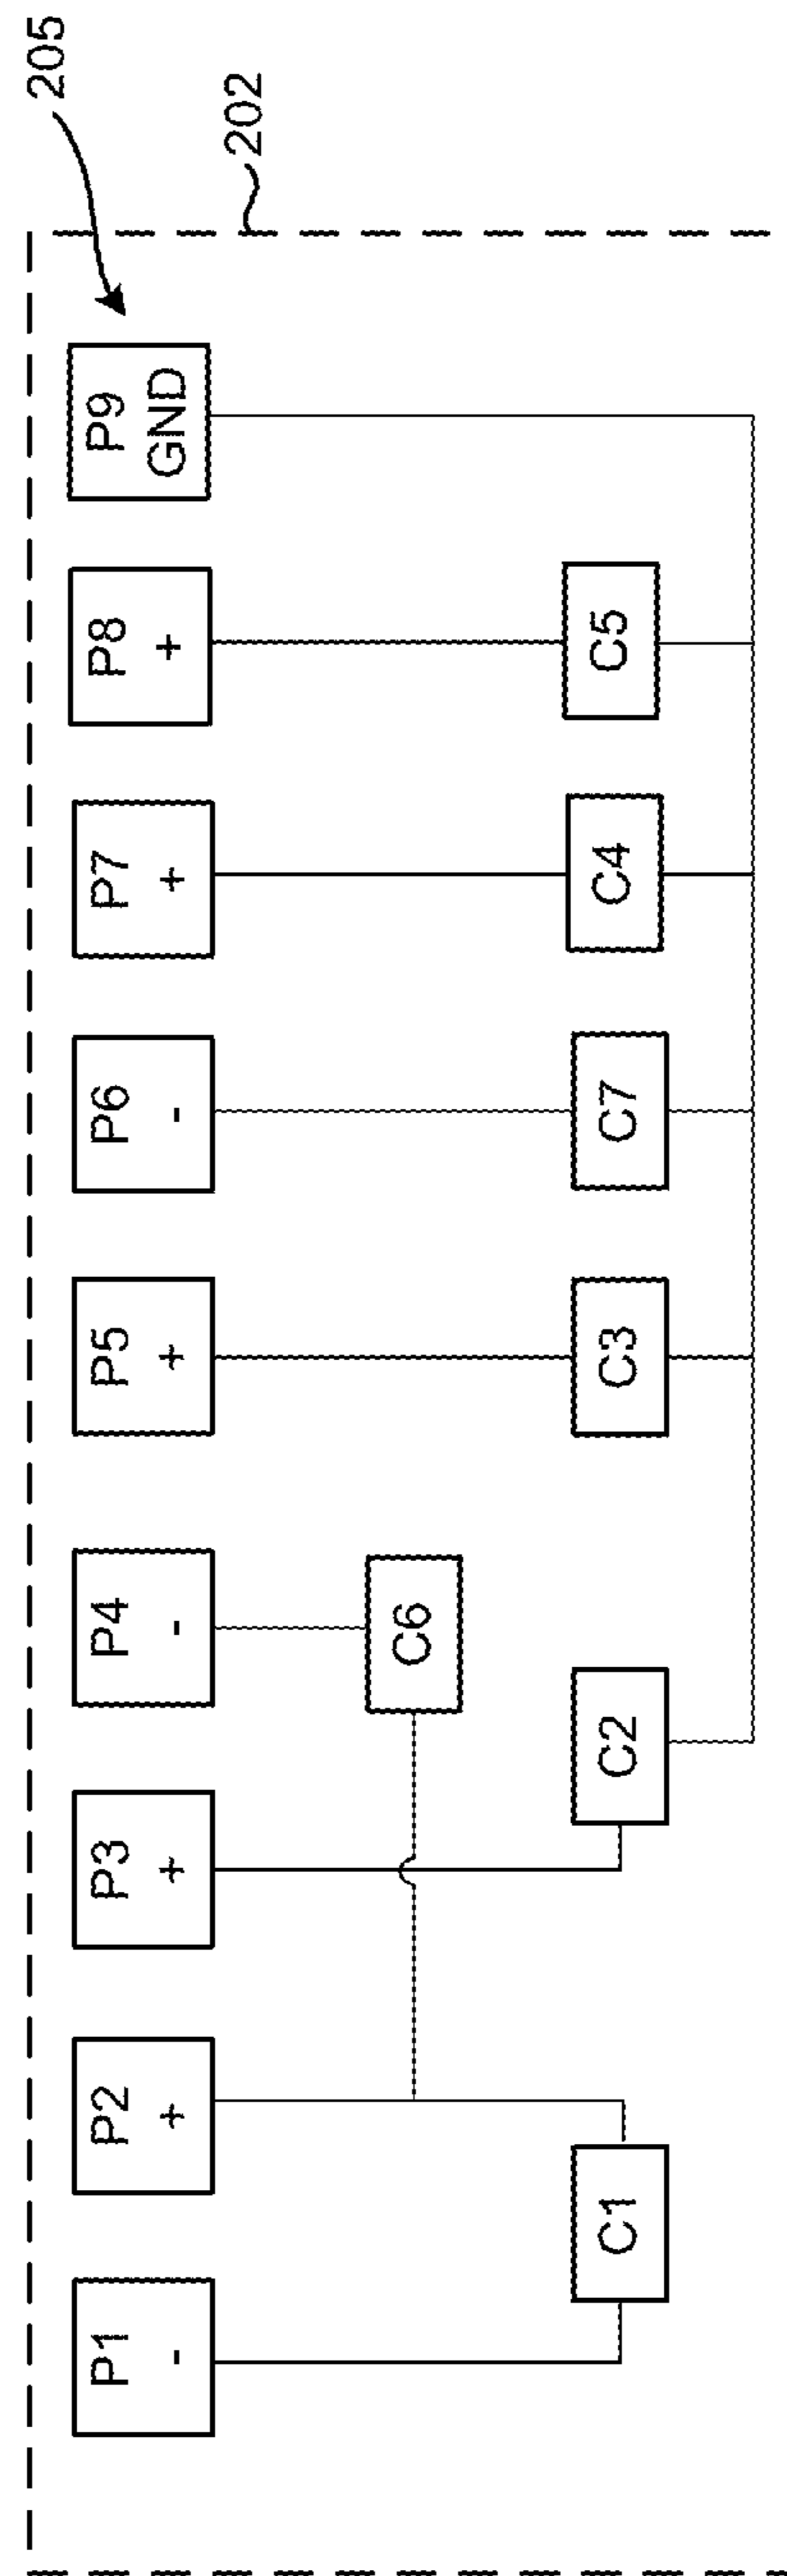 205
202
P1
-
P2
+
P3
+
P4
-
P5
+
P6
-
P7
+
P8
+
P9
GND
C6
C1
C2
C3
C7
C4
C5